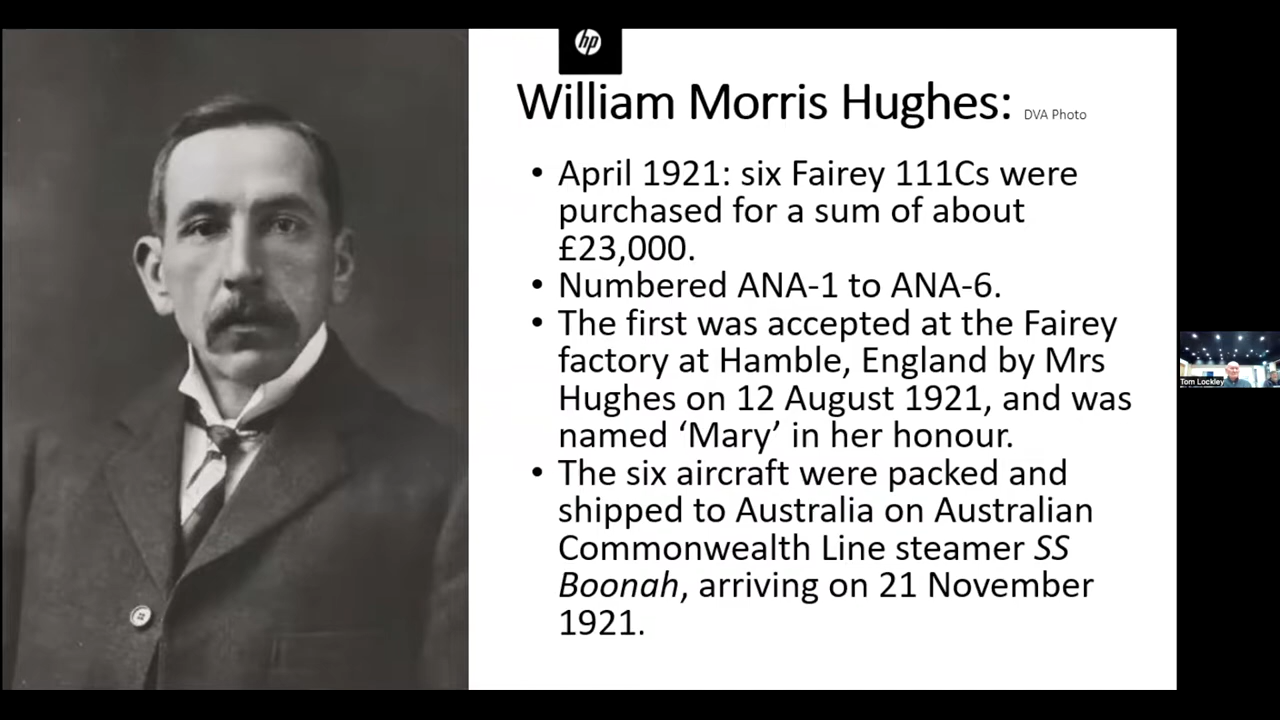 hp
William Morris Hughes: DVA Photo
• April 1921: six Fairey 111Cs were
purchased for a sum of about
£23,000.
• Numbered ANA-1 to ANA-6.
• The first was accepted at the Fairey
factory at Hamble, England by Mrs
Hughes on 12 August 1921, and was
named ‘Mary’ in her honour.
• The six aircraft were packed and
shipped to Australia on Australian
Commonwealth Line steamer SS
Boonah, arriving on 21 November
1921.
Tom Lockley